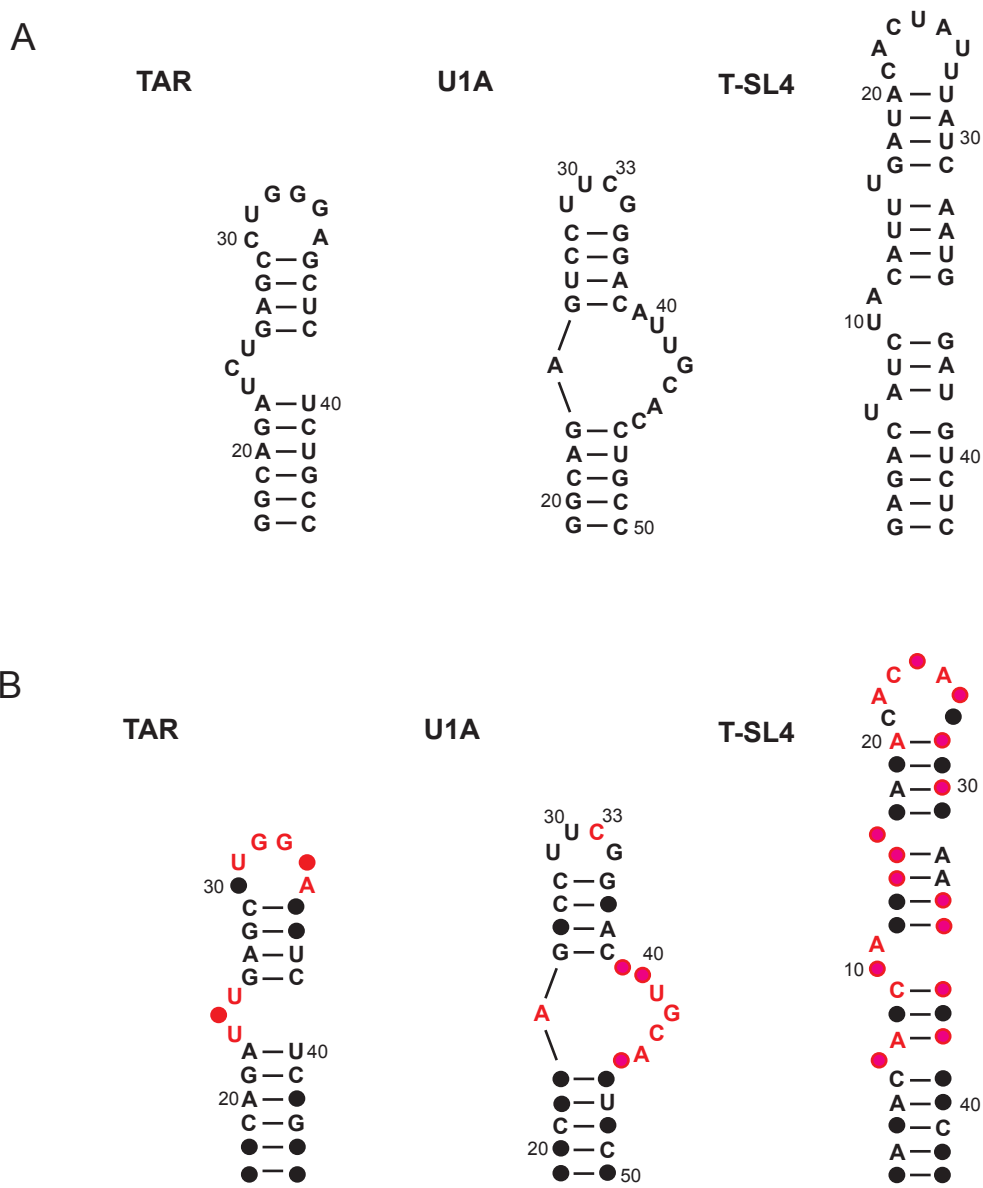 A
TAR
G G
U G
30 C A
C — G
G — C
A — U
G — C
U
C
U
A — U 40
G — C
20 A — U
C — G
G — C
G — C
U1A
30 U C 33
U G
C — G
C — G
U — A
G — C A 40
U
U
A G
C
A
C
G — C
A — U
C — G
20 G — C
G — C 50
T-SL4
C U A
A U
C U
20 A — U
U — A
A — U 30
G — C
U
U — A
U — A
A — U
C — G
A
10 U
C — G
U — A
A — U
U
C — G
A — U 40
G — C
A — U
G — C
B
TAR
G G
U
30 A
C
G
A — U
G — C
U
U
A — U 40
G — C
20 A
C — G
U1A
30 U C 33
U G
C — G
C
A
G — C
40
U
A G
C
A
U
C
20 C
50
T-SL4
C A
A
C
20 A
A 30
A
A
A
10
C
A
C
A 40
C
A